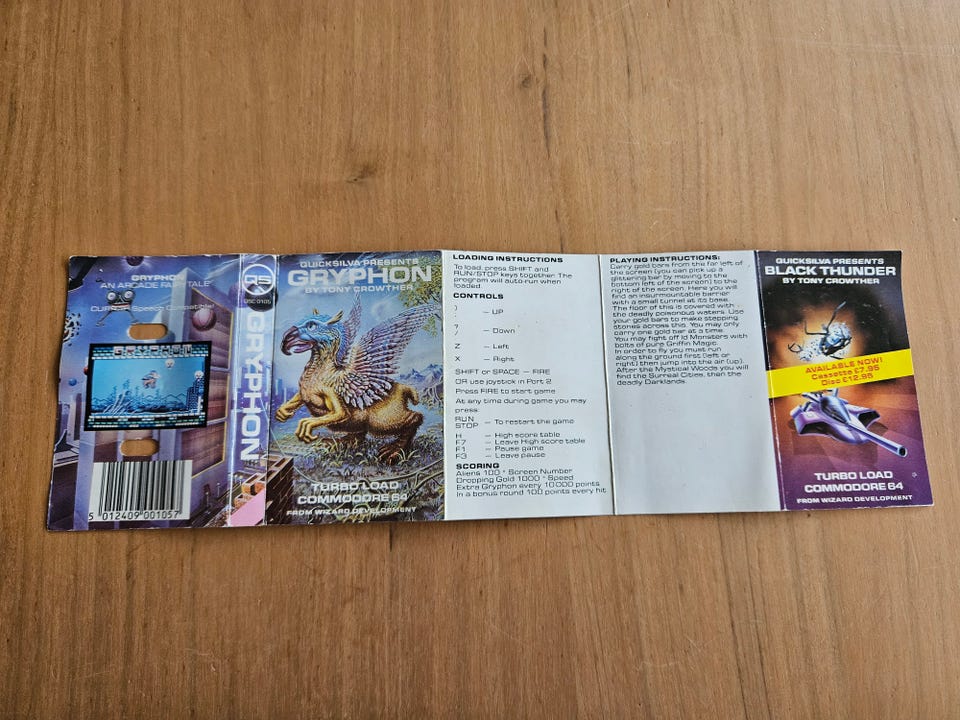 GRYPHON
AN ARCADE FAIRYTALE
Speech Compatible!
GRYPHON
5 012409 001057
QS
QSC 0105
GRYPHON
QUICKSILVA PRESENTS
GRYPHON
BY TONY CROWTHER
TURBO LOAD
COMMODORE 64
FROM WIZARD DEVELOPMENT
LOADING INSTRUCTIONS
To load, press SHIFT and
RUN/STOP keys together. The
program will auto-run when
loaded.
CONTROLS
— UP
— Down
Z — Left
X — Right
SHIFT or SPACE — FIRE
OR use joystick in Port 2
Press FIRE to start game
At any time during game you may
press:
RUN
STOP — To restart the game
H — High score table
F7 — Leave High score table
F1 — Pause game
F3 — Leave pause
SCORING
Aliens 100 * Screen Number
Dropping Gold 1000 * Speed
Extra Gryphon every 10000 points
In a bonus round 100 points every hit
PLAYING INSTRUCTIONS:
Carry gold bars from the far left of
the screen (you can pick up a
glistering bar by moving to the
bottom left of the screen) to the
right of the screen. Here you will
find an insurmountable barrier
with a small tunnel at its base.
The floor of this is covered with
the deadly poisonous waters. Use
your gold bars to make stepping
stones across this. You may only
carry one gold bar at a time.
You may fight off Id Monsters with
bolts of pure Griffin Magic.
In order to fly you must run
along the ground first (left or
right) then jump into the air (up).
After the Mystical Woods you will
find the Surreal Cities, then the
deadly Darklands.
QUICKSILVA PRESENTS
BLACK THUNDER
BY TONY CROWTHER
AVAILABLE NOW!
Cassette £7.95
Disc £12.95
TURBO LOAD
COMMODORE 64
FROM WIZARD DEVELOPMENT